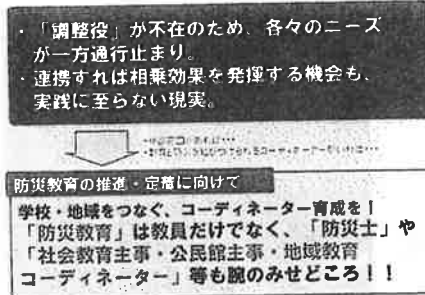 ・「調整役」が不在のため、各々のニーズ
が一方通行止まり。
・連携すれば相乗効果を発揮する機会も、
実践に至らない現実。
防災教育の推進・定着に向けて
学校・地域をつなぐ、コーディネーター育成を！
「防災教育」は教員だけでなく、「防災士」や
「社会教育主事・公民館主事・地域教育
コーディネーター」等も腕のみせどころ！！